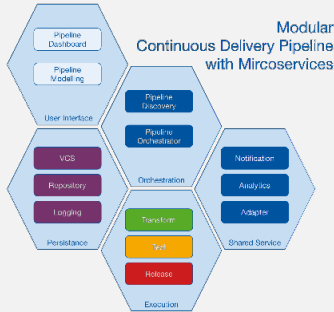 Modular
Continuous Delivery Pipeline
with Mircoservices
Pipeline
Dashboard
Pipeline
Modelling
User Interface
Pipeline
Discovery
Pipeline
Orchestrator
Orchestration
VCS
Repository
Logging
Persistance
Notification
Analytics
Adapter
Shared Service
Transform
Test
Release
Execution